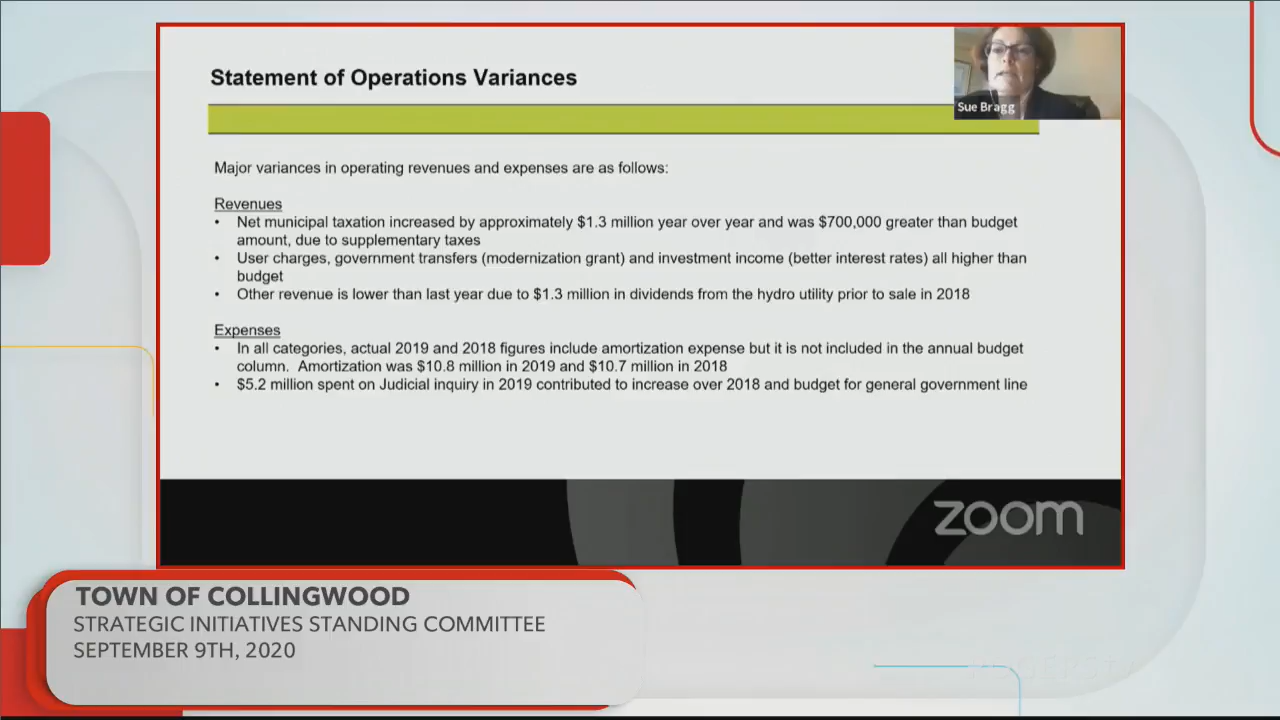 Statement of Operations Variances
Sue Bragg
Major variances in operating revenues and expenses are as follows:
Revenues
• Net municipal taxation increased by approximately $1.3 million year over year and was $700,000 greater than budget
amount, due to supplementary taxes
• User charges, government transfers (modernization grant) and investment income (better interest rates) all higher than
budget
• Other revenue is lower than last year due to $1.3 million in dividends from the hydro utility prior to sale in 2018
Expenses
• In all categories, actual 2019 and 2018 figures include amortization expense but it is not included in the annual budget
column. Amortization was $10.8 million in 2019 and $10.7 million in 2018
• $5.2 million spent on Judicial inquiry in 2019 contributed to increase over 2018 and budget for general government line
zoom
TOWN OF COLLINGWOOD
STRATEGIC INITIATIVES STANDING COMMITTEE
SEPTEMBER 9TH, 2020